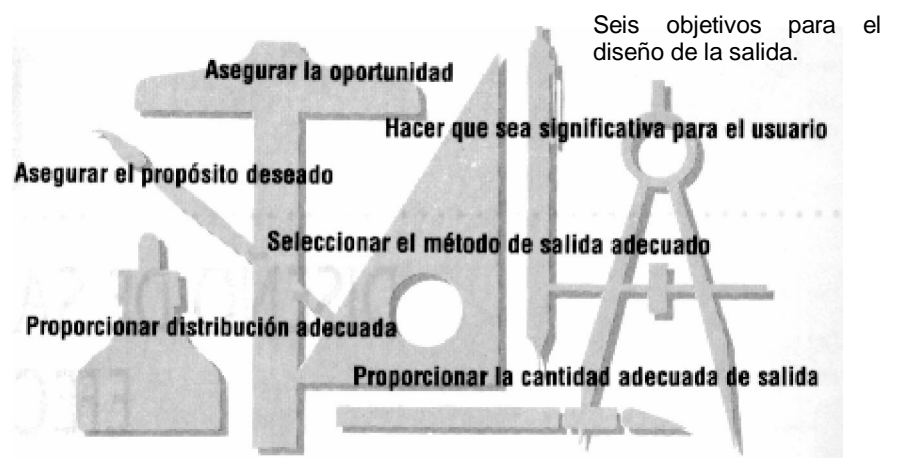 Seis objetivos para el
diseño de la salida.
Asegurar la oportunidad
Hacer que sea significativa para el usuario
Asegurar el propósito deseado
Seleccionar el método de salida adecuado
Proporcionar distribución adecuada
Proporcionar la cantidad adecuada de salida